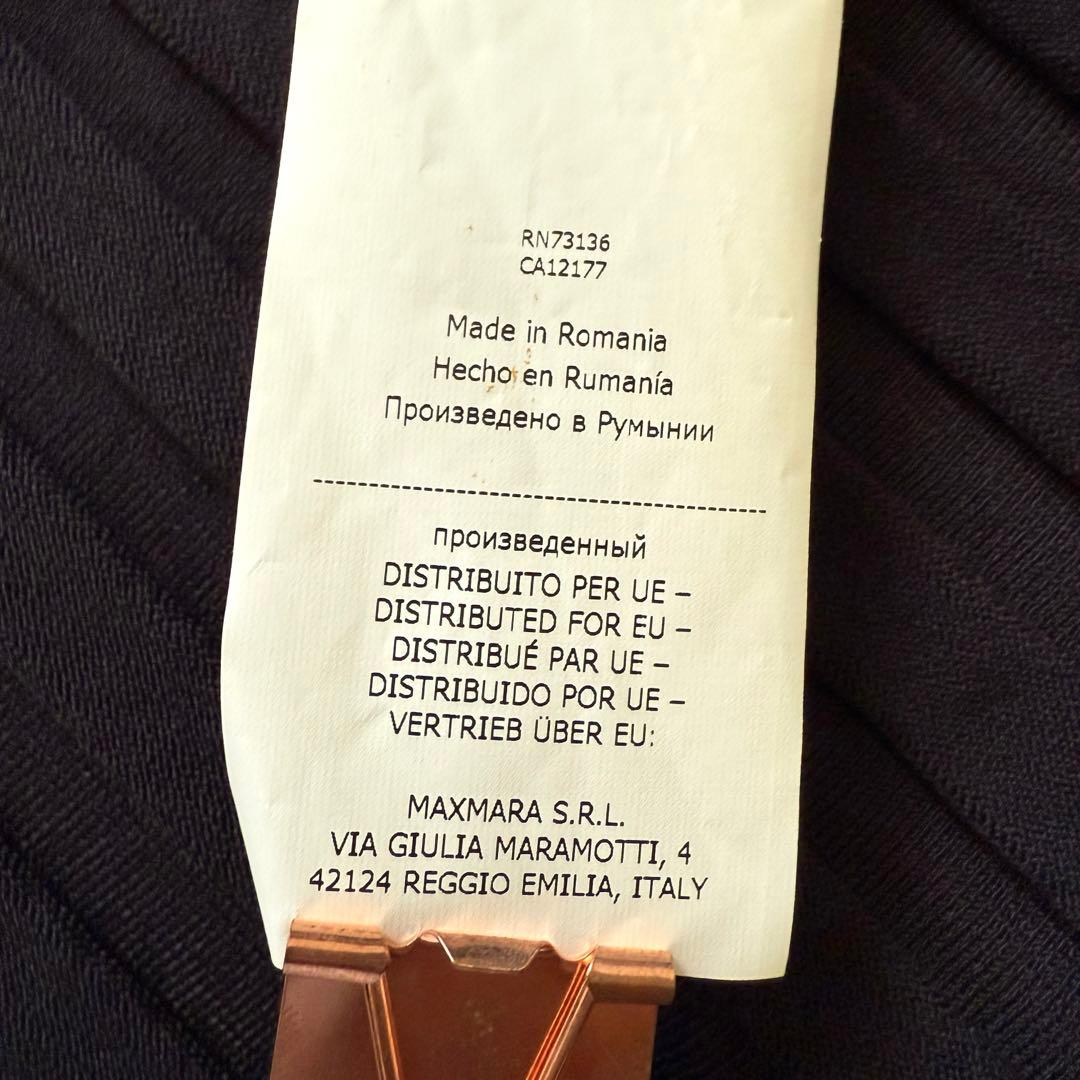 RN73136
CA12177
Made in Romania
Hecho en Rumanía
Произведено в Румынии
--------------------------------------------------
произведенный
DISTRIBUITO PER UE –
DISTRIBUTED FOR EU –
DISTRIBUÉ PAR UE –
DISTRIBUIDO POR UE –
VERTRIEB ÜBER EU:
MAXMARA S.R.L.
VIA GIULIA MARAMOTTI, 4
42124 REGGIO EMILIA, ITALY